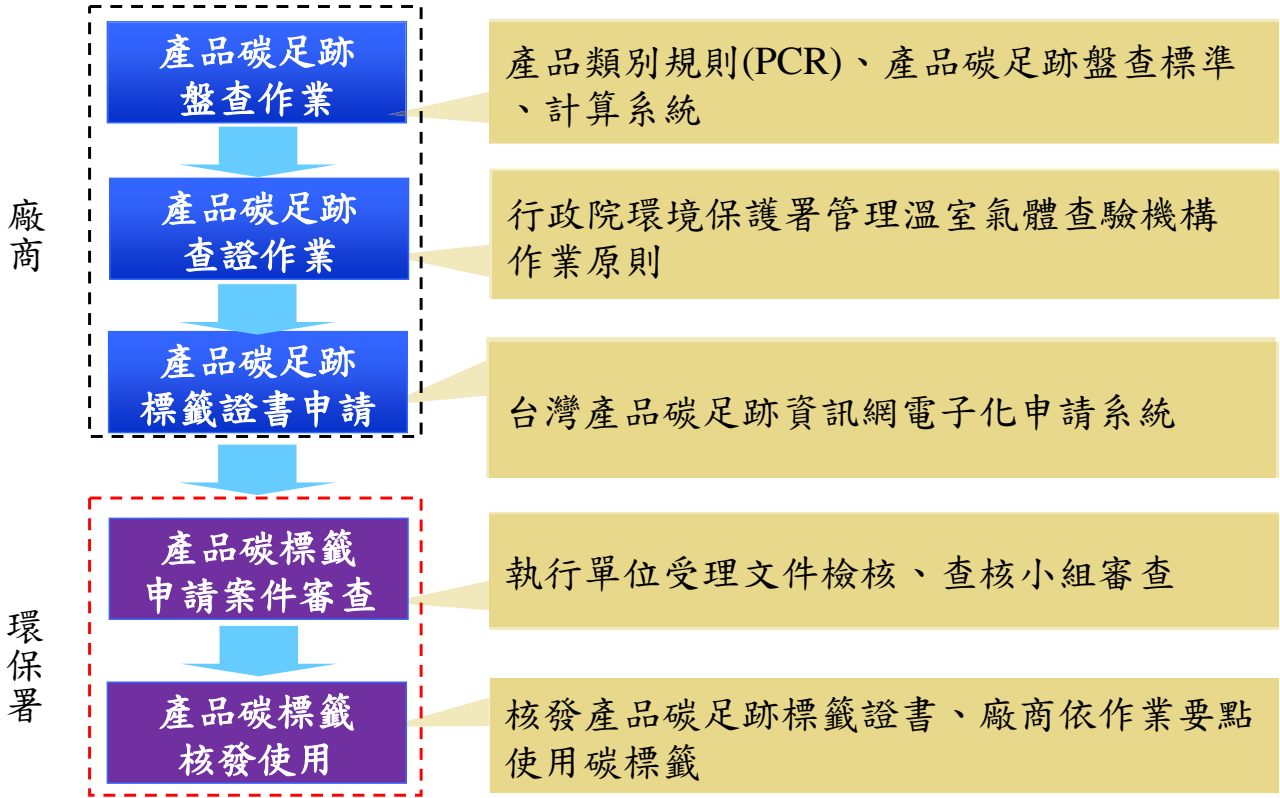 廠商
產品碳足跡
盤查作業
產品類別規則(PCR)、產品碳足跡盤查標準
、計算系統
產品碳足跡
查證作業
行政院環境保護署管理溫室氣體查驗機構
作業原則
產品碳足跡
標籤證書申請
台灣產品碳足跡資訊網電子化申請系統
環保署
產品碳標籤
申請案件審查
執行單位受理文件檢核、查核小組審查
產品碳標籤
核發使用
核發產品碳足跡標籤證書、廠商依作業要點
使用碳標籤